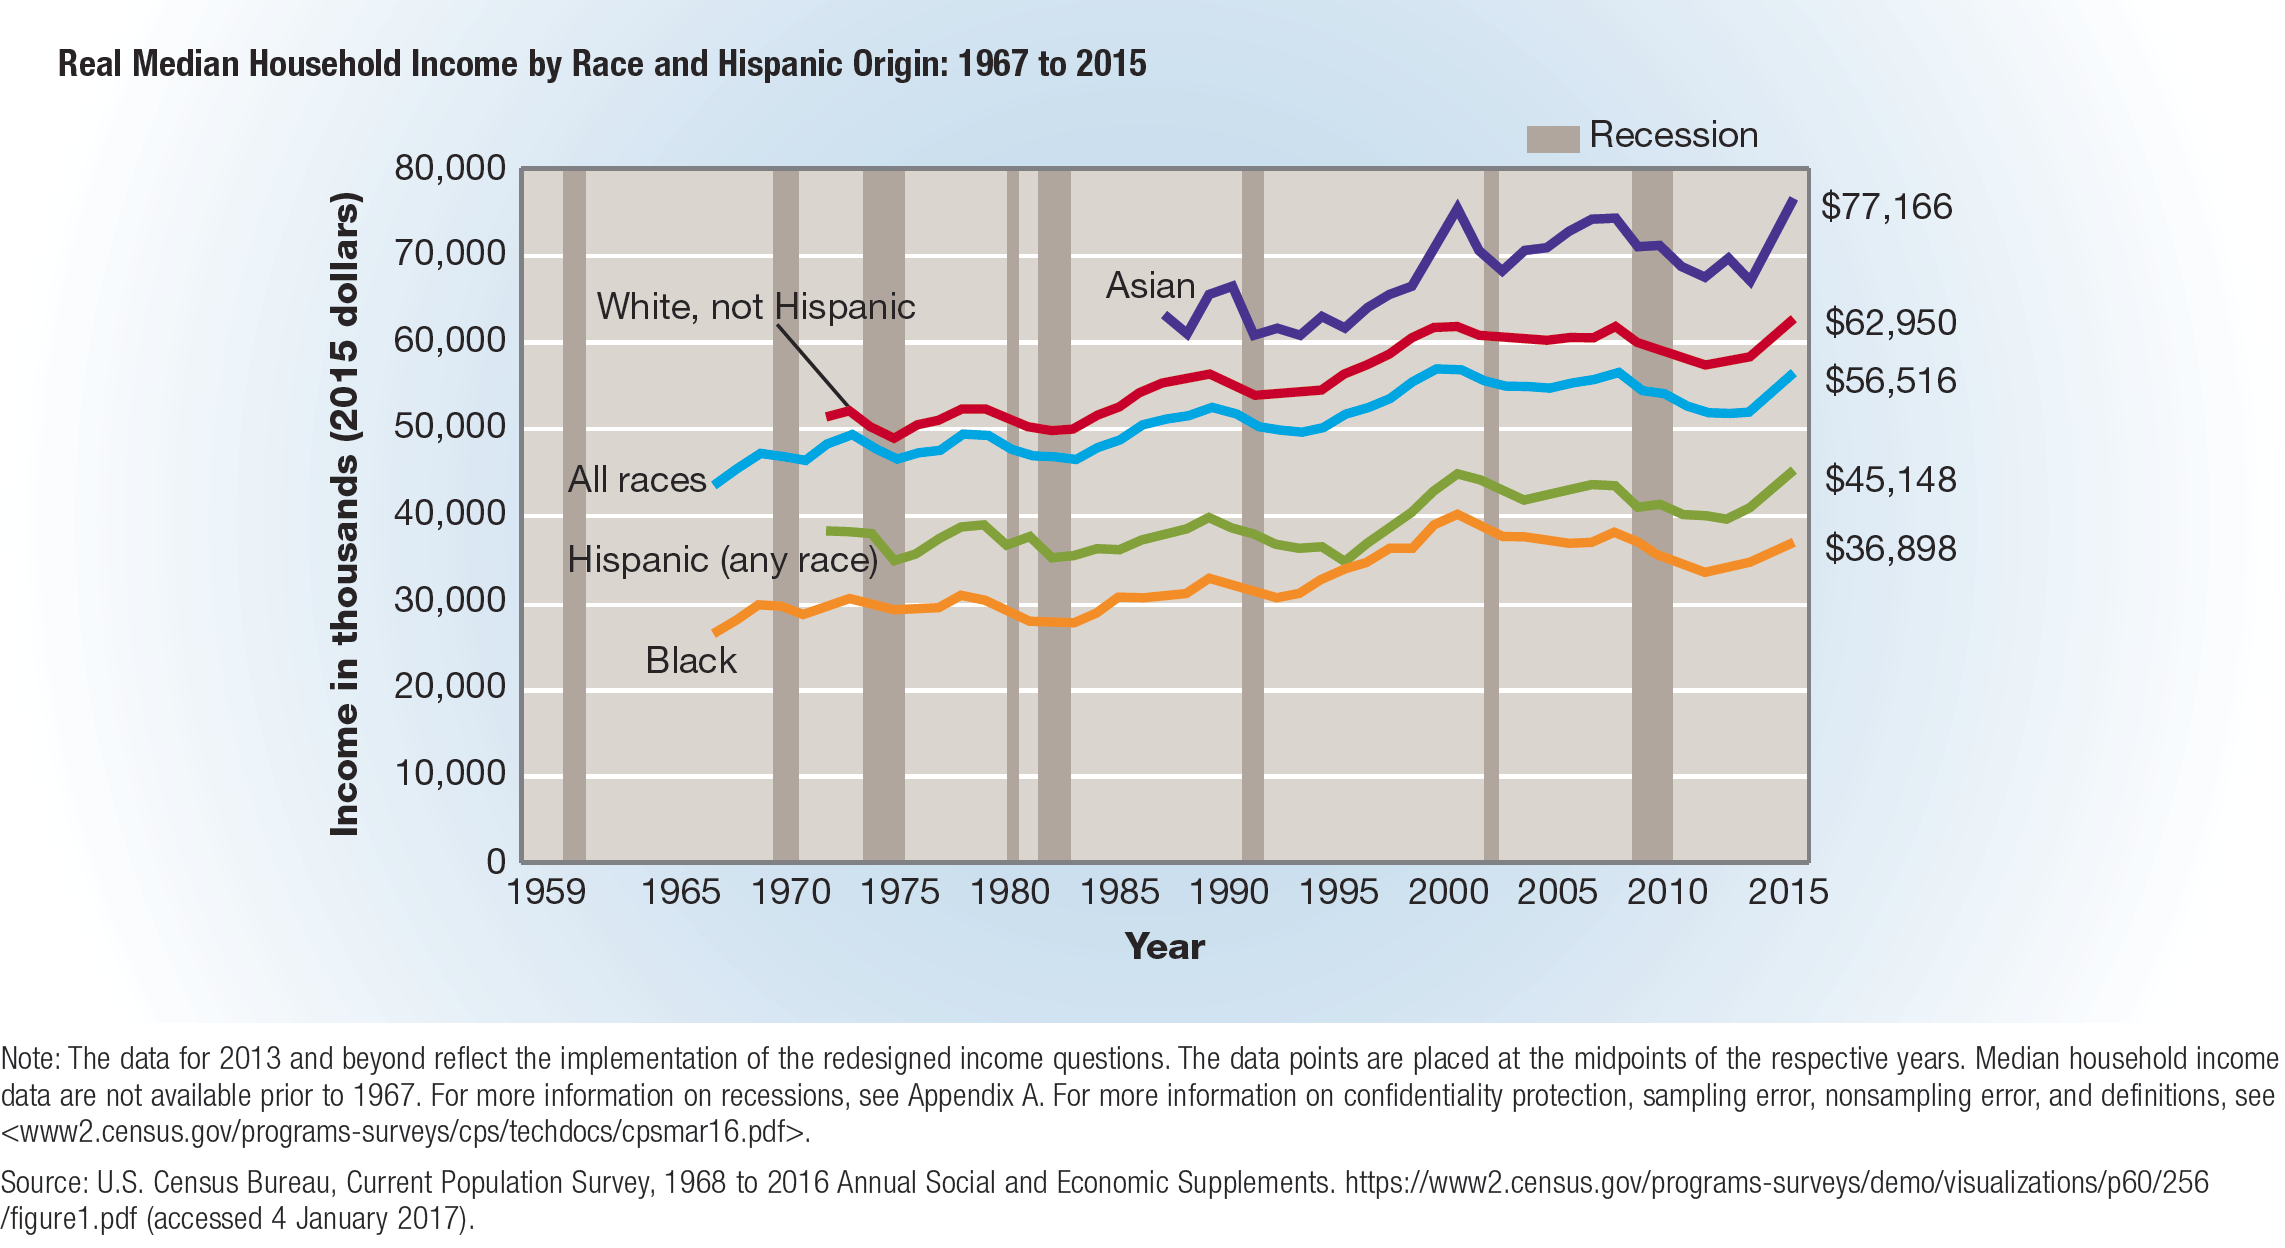 Real Median Household Income by Race and Hispanic Origin: 1967 to 2015
Recession
Income in thousands (2015 dollars)
80,000
70,000
60,000
50,000
40,000
30,000
20,000
10,000
0
White, not Hispanic
Asian
All races
Hispanic (any race)
Black
$77,166
$62,950
$56,516
$45,148
$36,898
1959 1965 1970 1975 1980 1985 1990 1995 2000 2005 2010 2015
Year
Note: The data for 2013 and beyond reflect the implementation of the redesigned income questions. The data points are placed at the midpoints of the respective years. Median household income
data are not available prior to 1967. For more information on recessions, see Appendix A. For more information on confidentiality protection, sampling error, nonsampling error, and definitions, see
<www2.census.gov/programs-surveys/cps/techdocs/cpsmar16.pdf>.
Source: U.S. Census Bureau, Current Population Survey, 1968 to 2016 Annual Social and Economic Supplements. https://www2.census.gov/programs-surveys/demo/visualizations/p60/256
/figure1.pdf (accessed 4 January 2017).